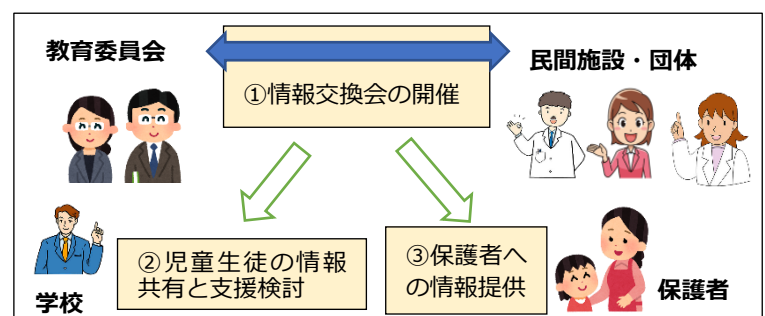 教育委員会
民間施設・団体
①情報交換会の開催
②児童生徒の情報
共有と支援検討
③保護者へ
の情報提供
学校
保護者